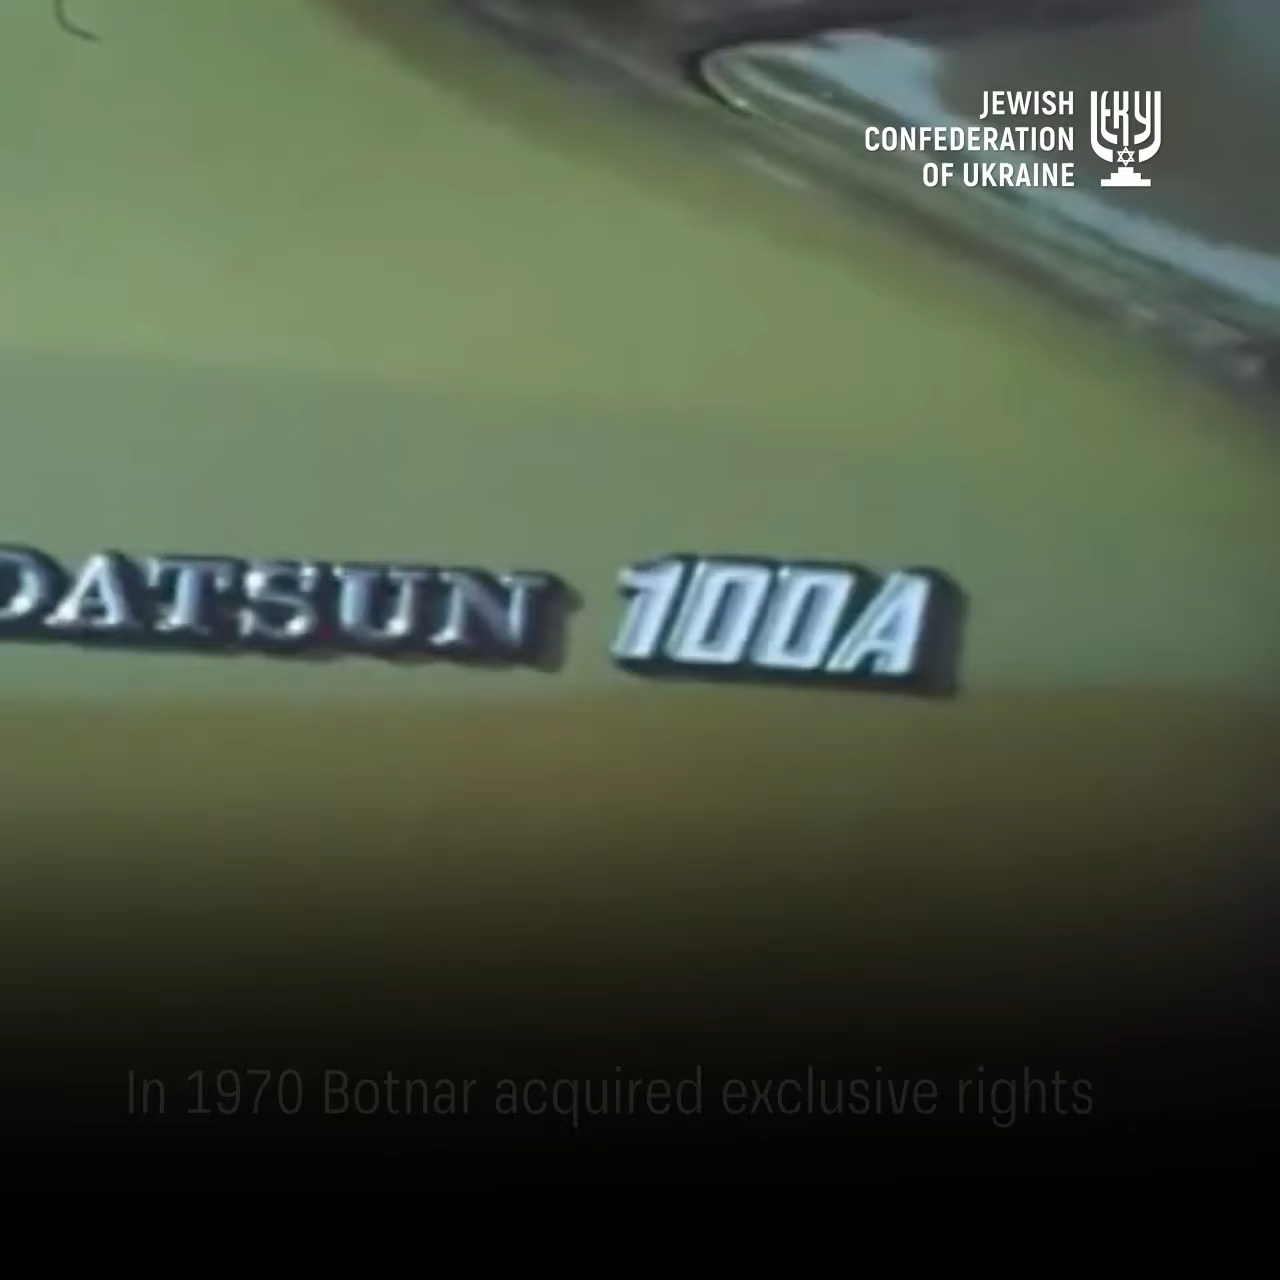 JEWISH
CONFEDERATION
OF UKRAINE
DATSUN 100A
In 1970 Botnar acquired exclusive rights